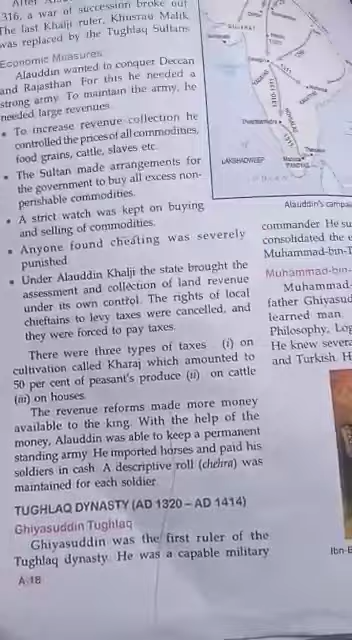 316, a war of succession broke out
The last Khalji ruler, Khusrau Malik
was replaced by the Tughlaq Sultans
Economic Measures
Alauddin wanted to conquer Deccan
and Rajasthan For this he needed a
strong army. To maintain the army, he
needed large revenues
• To increase revenue collection he
controlled the prices of all commodities,
food grains, cattle, slaves etc.
• The Sultan made arrangements for
the government to buy all excess non-
perishable commodities.
• A strict watch was kept on buying
and selling of commodities.
• Anyone found cheating was severely
punished
• Under Alauddin Khalji the state brought the
assessment and collection of land revenue
under its own control. The rights of local
chieftains to levy taxes were cancelled, and
they were forced to pay taxes.
There were three types of taxes (i) on
cultivation called Kharaj which amounted to
50 per cent of peasant's produce (ii) on cattle
(iii) on houses.
The revenue reforms made more money
available to the king. With the help of the
money, Alauddin was able to keep a permanent
standing army He imported horses and paid his
soldiers in cash A descriptive roll (chehra) was
maintained for each soldier
TUGHLAQ DYNASTY (AD 1320 – AD 1414)
Ghiyasuddin Tughlaq
Ghiyasuddin was the first ruler of the
Tughlaq dynasty. He was a capable military
A-18
LAKSHADWEEP
Alauddin's campai
commander He su
consolidated the e
Muhammad-bin-T
Muhammad-bin-
Muhammad-
father Ghiyasud
learned man
Philosophy, Log
He knew severa
and Turkish H
Ibn-B